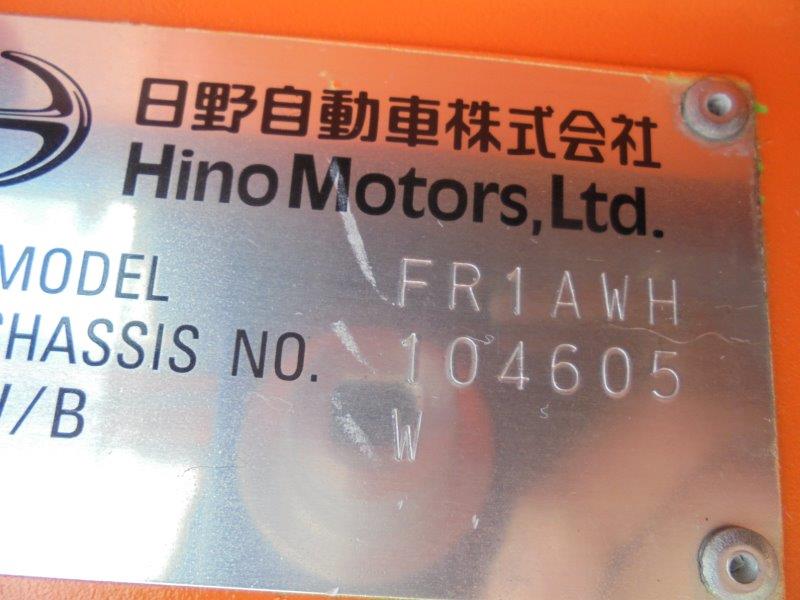 日野自動車株式会社
Hino Motors, Ltd.
MODEL FR1AWH
CHASSIS NO. 104605
/B W